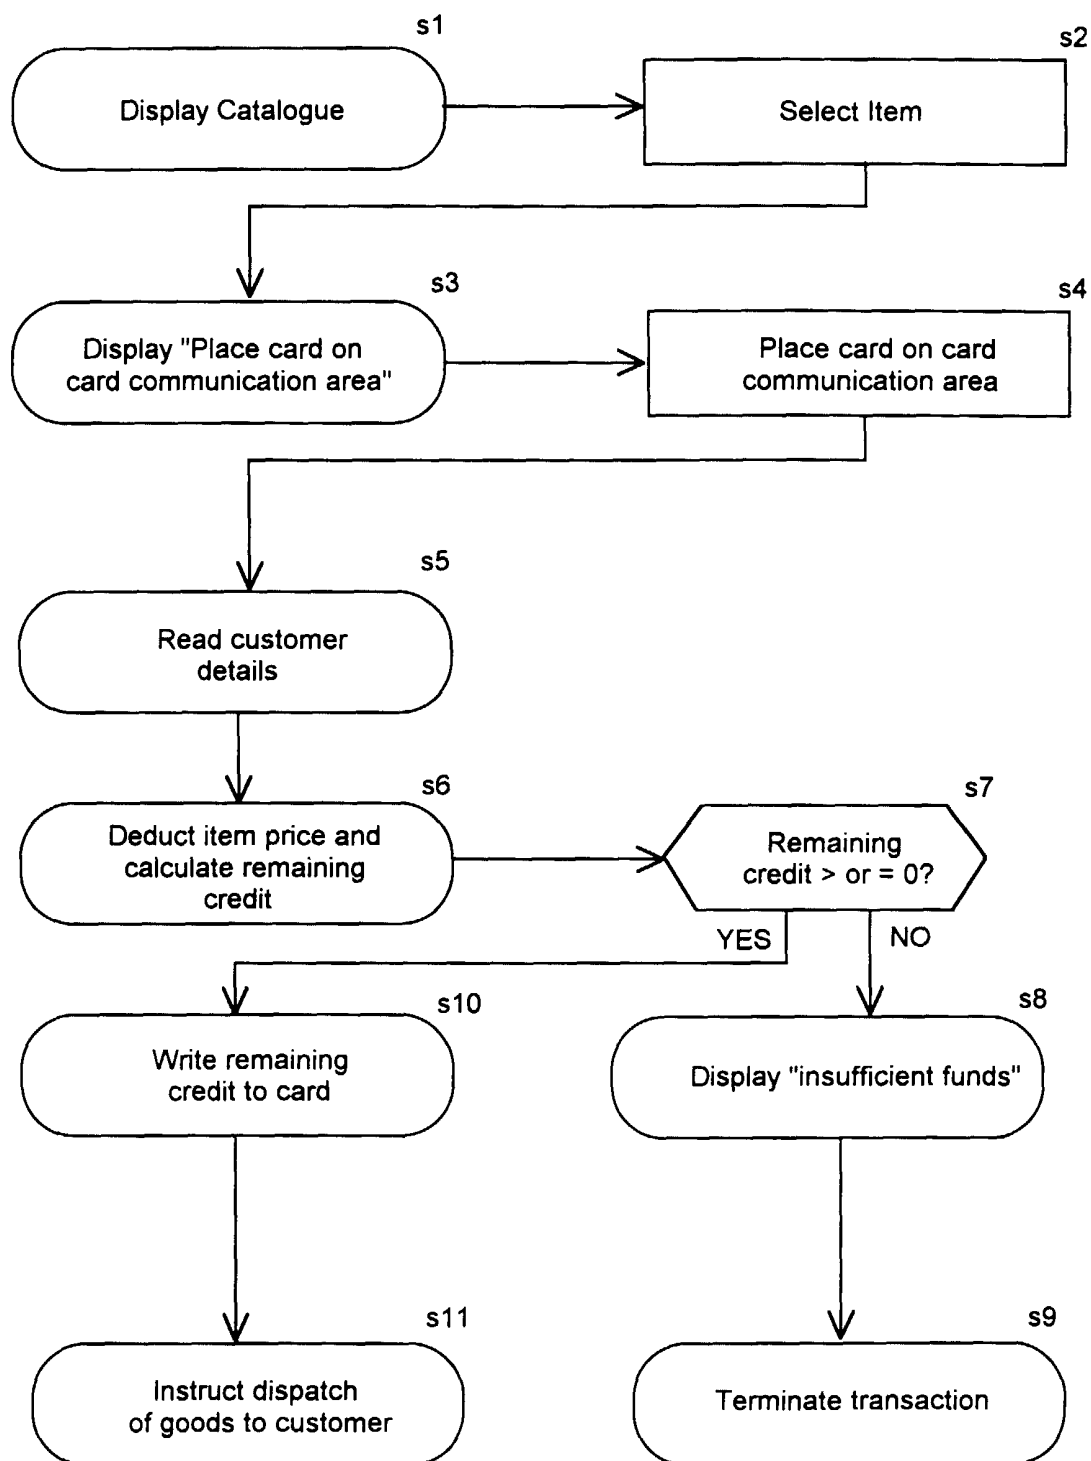 s1
Display Catalogue
s2
Select Item
s3
Display "Place card on
card communication area"
s4
Place card on card
communication area
s5
Read customer
details
s6
Deduct item price and
calculate remaining
credit
s7
Remaining
credit > or = 0?
YES
NO
s10
Write remaining
credit to card
s8
Display "insufficient funds"
s11
Instruct dispatch
of goods to customer
s9
Terminate transaction